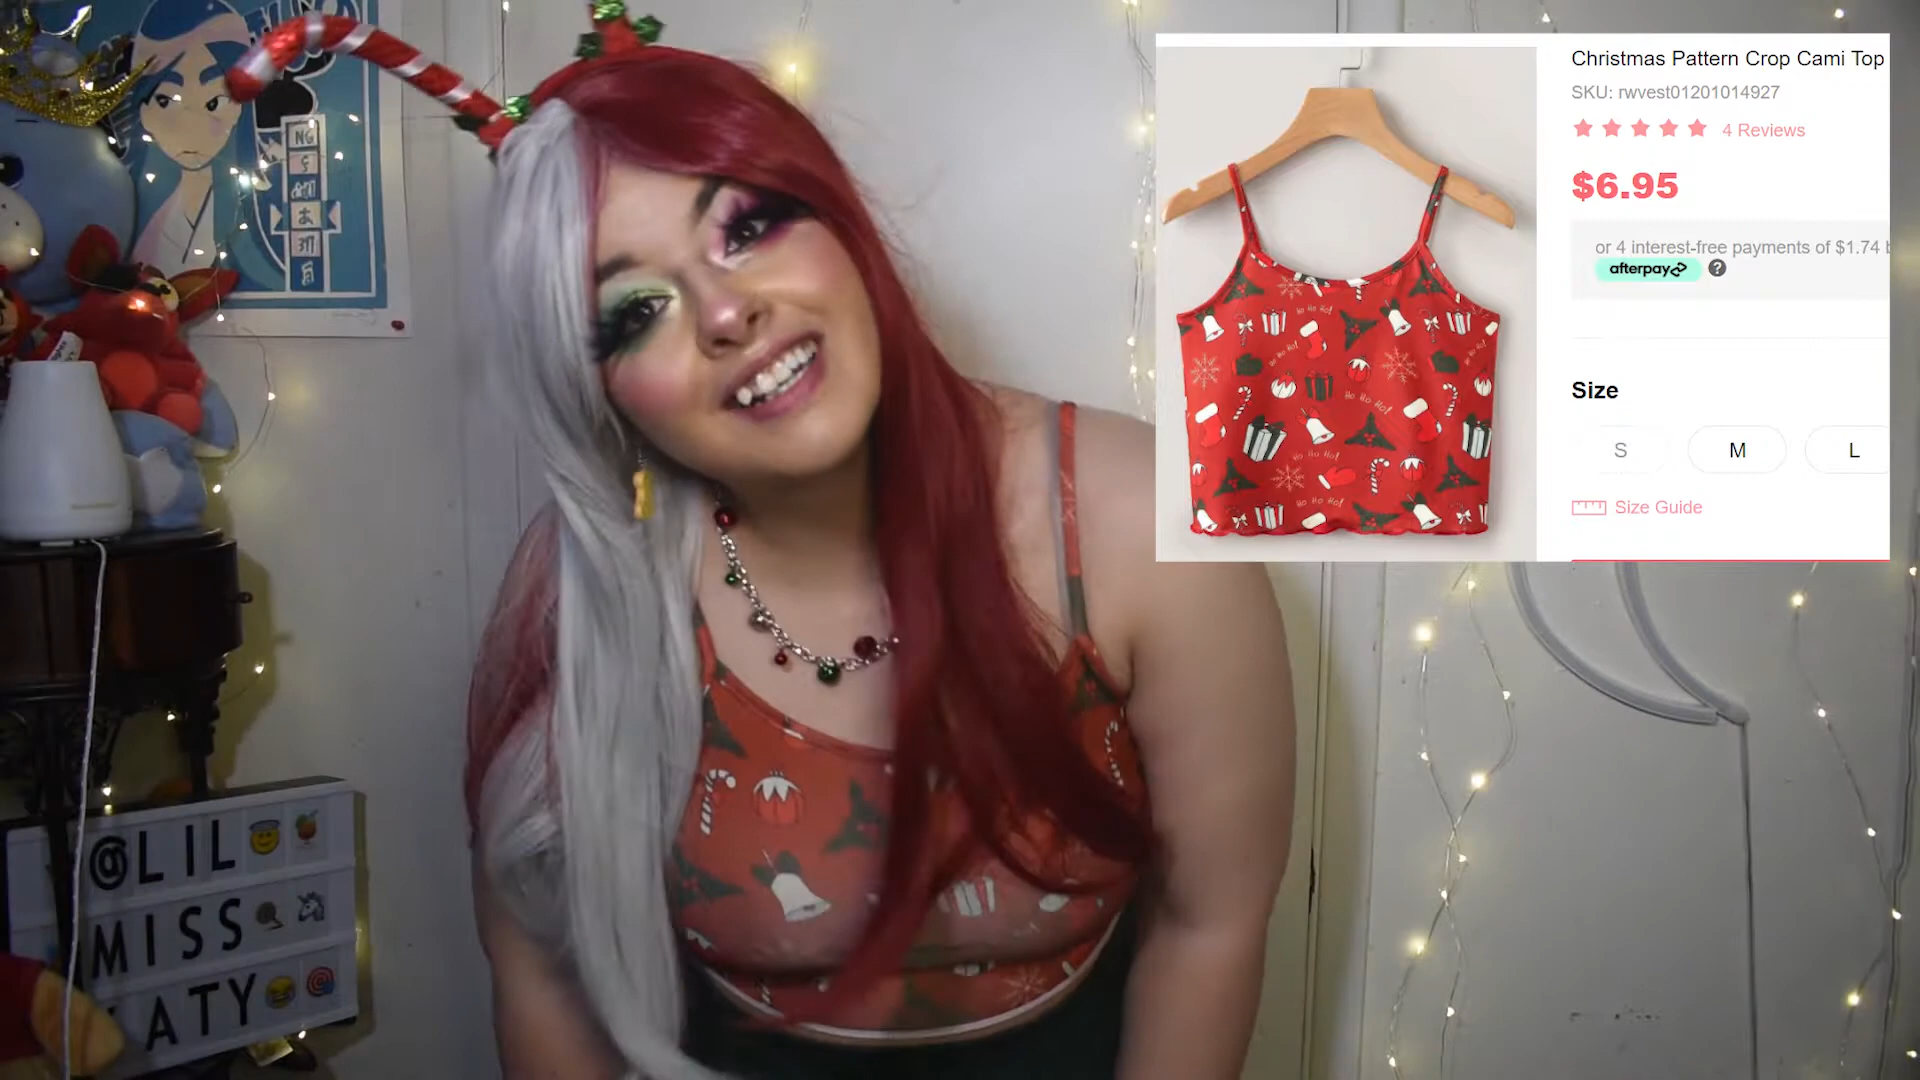 Christmas Pattern Crop Cami Top
SKU: rwvest01201014927
4 Reviews
$6.95
or 4 interest-free payments of $1.74
afterpay
?
Size
S
M
L
Size Guide
@LIL
MISS
KATY